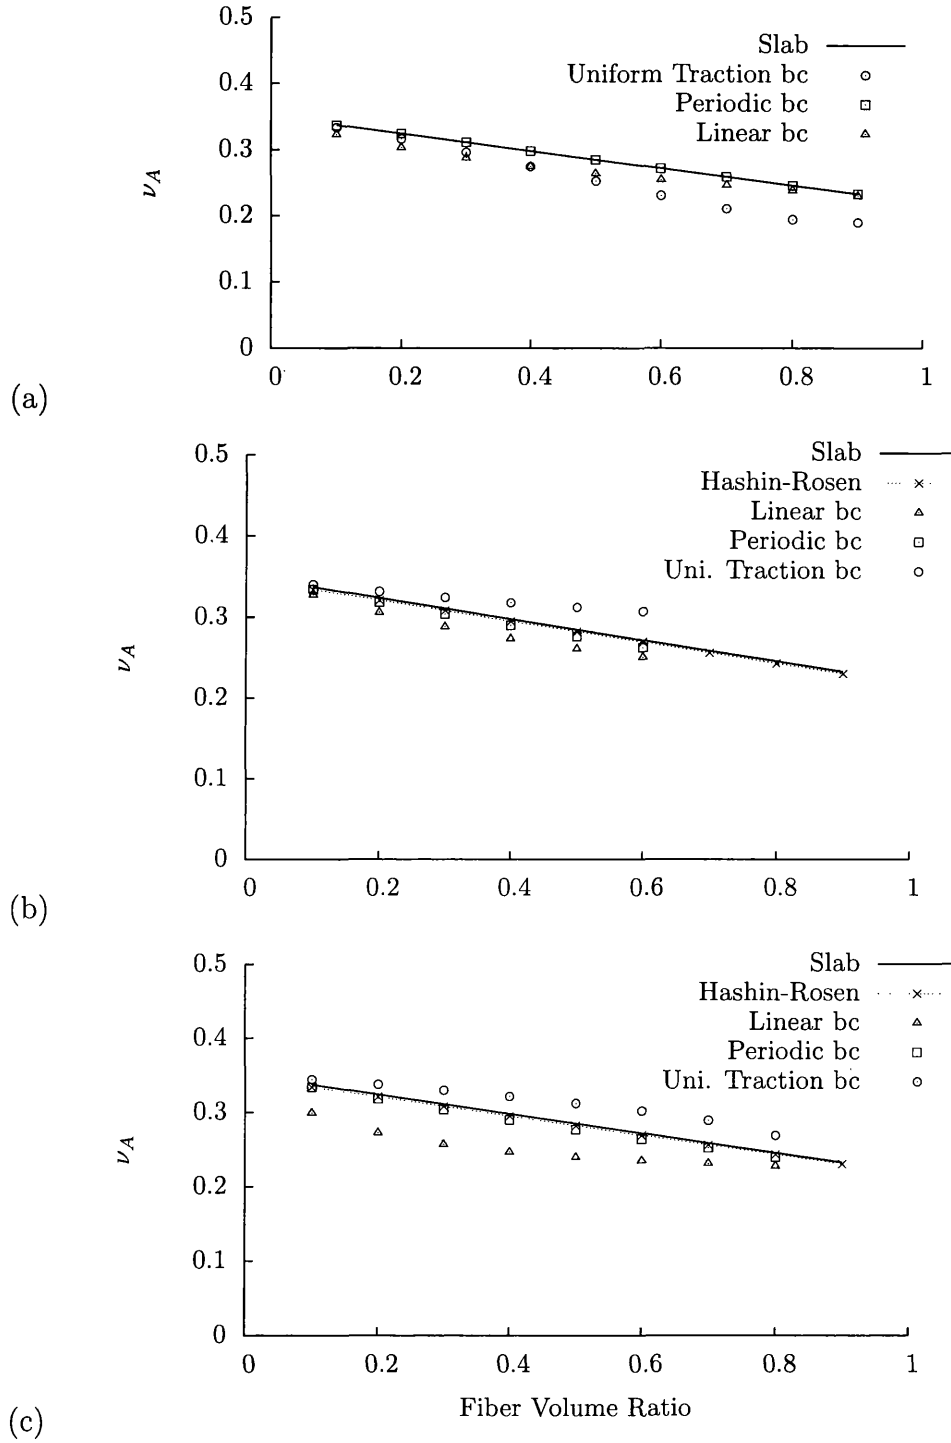 0.5
Slab
0.4
Uniform Traction bc
Periodic bc
Linear bc
0.3
ν_A
0.2
0.1
0
0 0.2 0.4 0.6 0.8 1
(a)
0.5
Slab
Hashin-Rosen
Linear bc
0.4
Periodic bc
Uni. Traction bc
0.3
ν_A
0.2
0.1
0
0 0.2 0.4 0.6 0.8 1
(b)
0.5
Slab
Hashin-Rosen
Linear bc
0.4
Periodic bc
Uni. Traction bc
0.3
ν_A
0.2
0.1
0
0 0.2 0.4 0.6 0.8 1
Fiber Volume Ratio
(c)